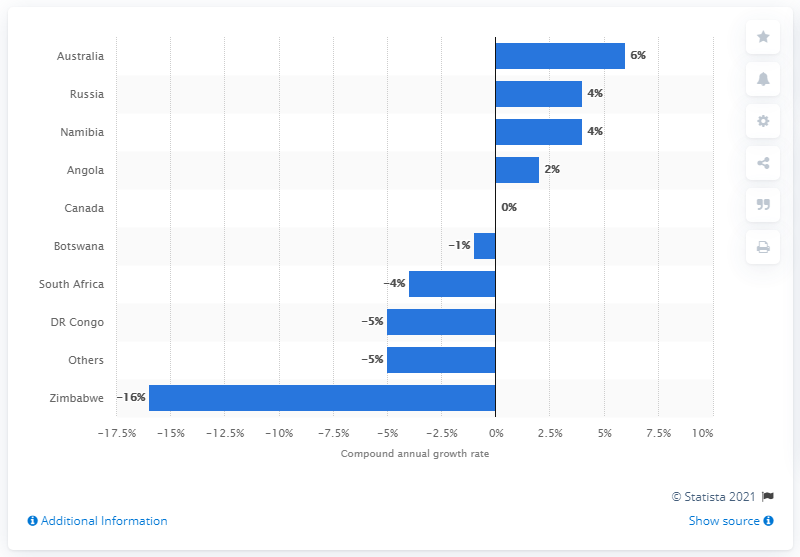 Australia 6%
Russia 4%
Namibia 4%
Angola 2%
Canada 0%
Botswana −1%
South Africa −4%
DR Congo −5%
Others −5%
Zimbabwe −16%
−17.5% −15% −12.5% −10% −7.5% −5% −2.5% 0% 2.5% 5% 7.5% 10%
Compound annual growth rate
© Statista 2021
Additional Information Show source